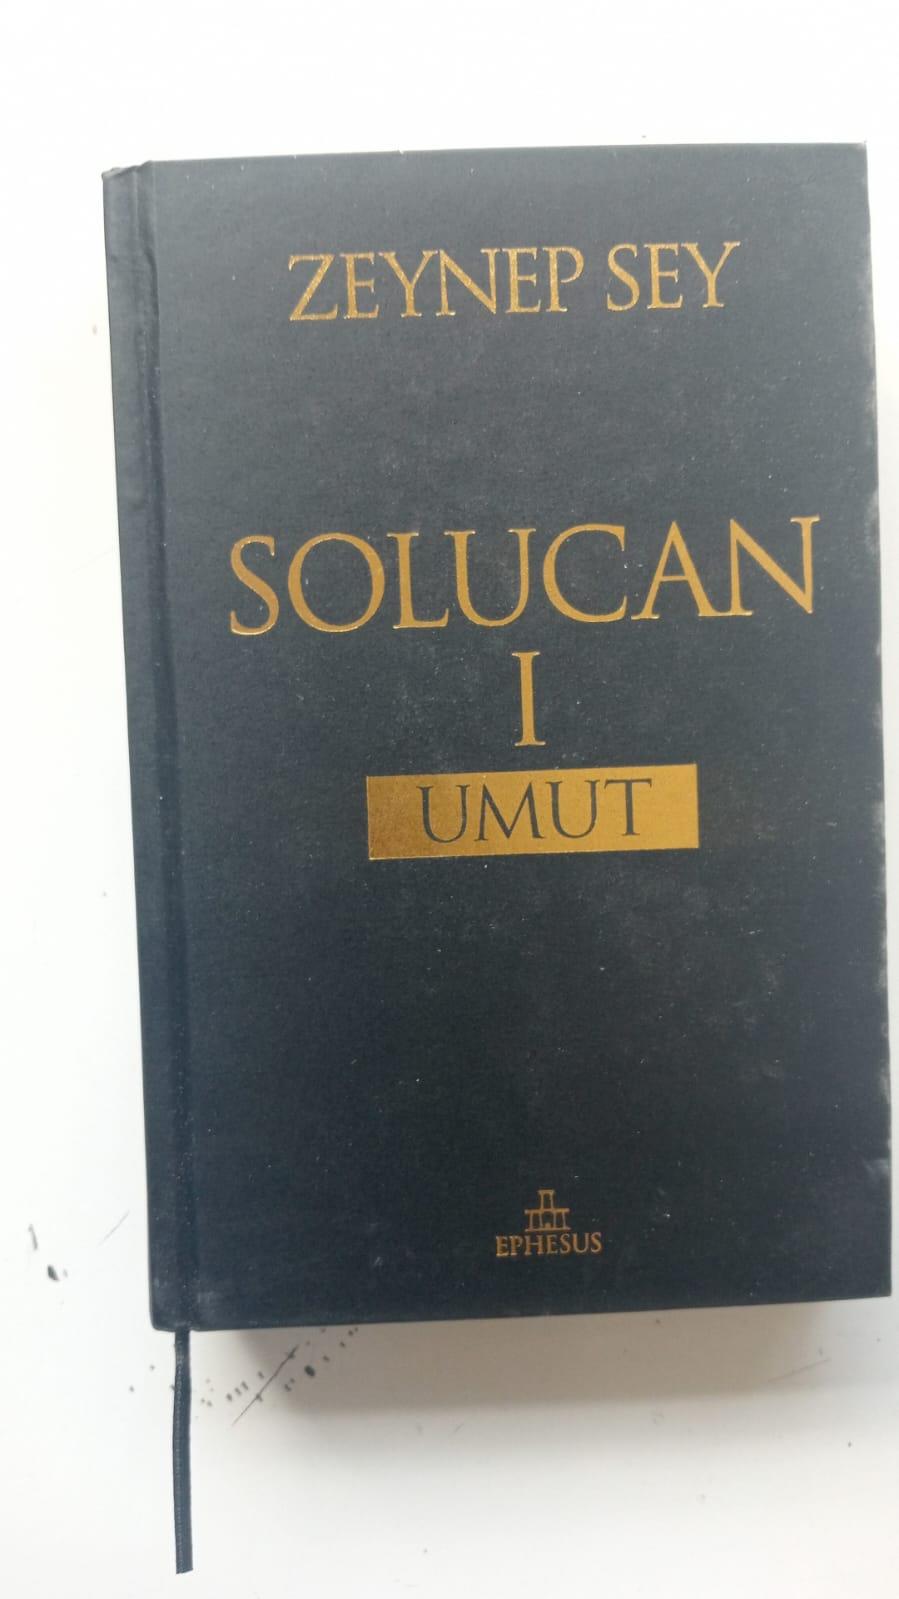 ZEYNEP SEY
SOLUCAN
I
UMUT
EPHESUS